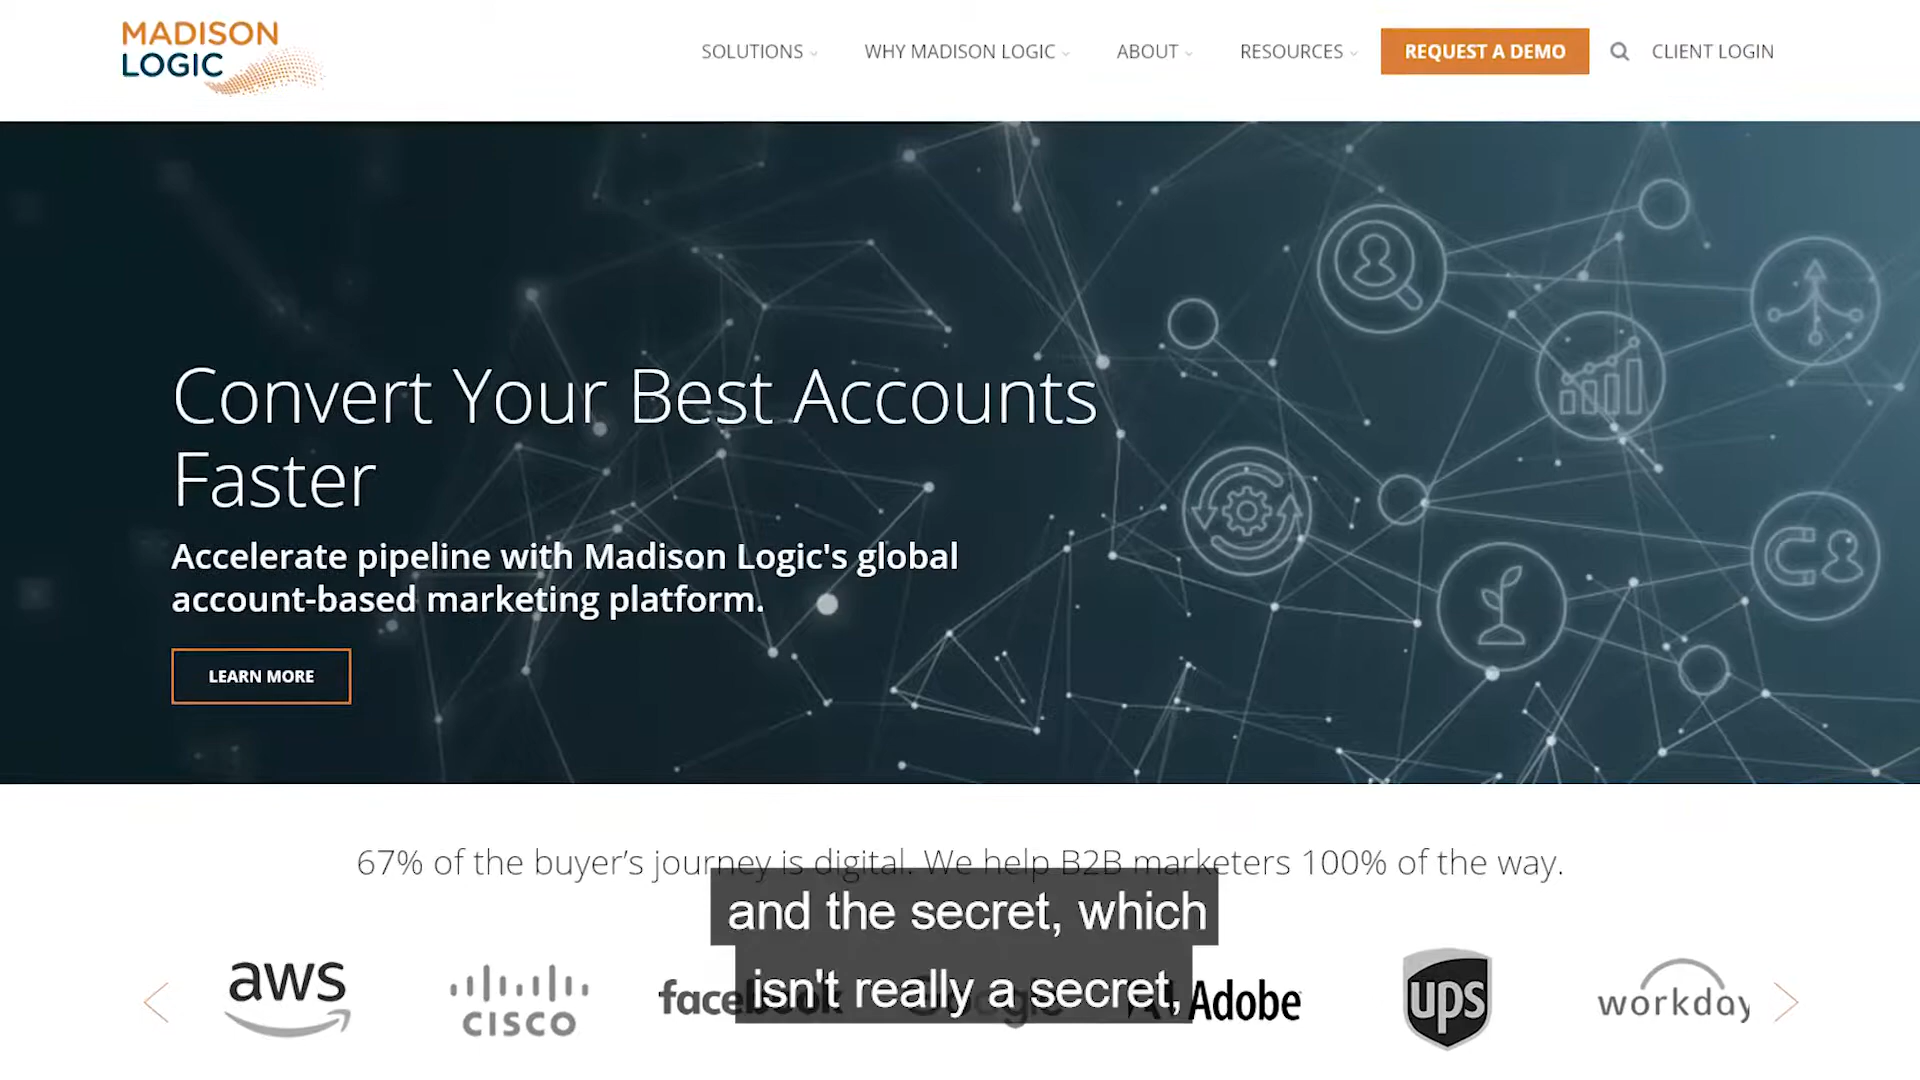 MADISON
LOGIC
SOLUTIONS
WHY MADISON LOGIC
ABOUT
RESOURCES
REQUEST A DEMO
CLIENT LOGIN
Convert Your Best Accounts
Faster
Accelerate pipeline with Madison Logic's global
account-based marketing platform.
LEARN MORE
67% of the buyer’s journey is digital. We help B2B marketers 100% of the way.
and the secret, which
isn't really a secret,
aws
CISCO
facebook
Google
Adobe
ups
workday